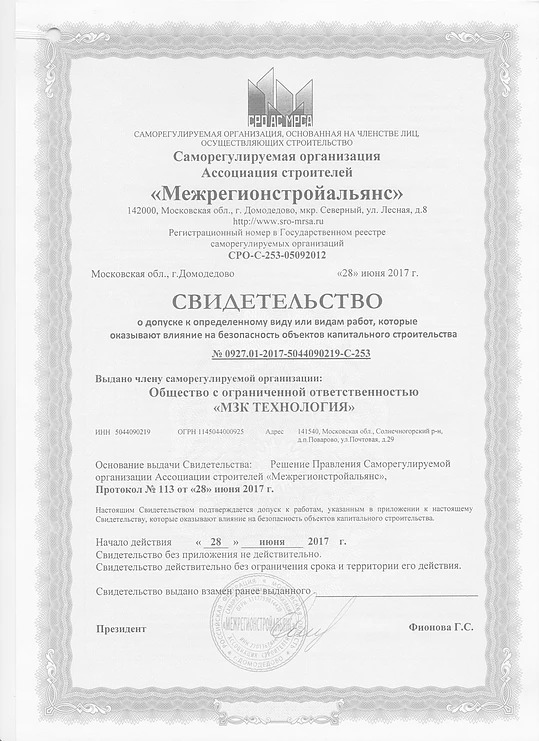 СРО АС МРСА
САМОРЕГУЛИРУЕМАЯ ОРГАНИЗАЦИЯ, ОСНОВАННАЯ НА ЧЛЕНСТВЕ ЛИЦ,
ОСУЩЕСТВЛЯЮЩИХ СТРОИТЕЛЬСТВО
Саморегулируемая организация
Ассоциация строителей
«Межрегионстройальянс»
142000, Московская обл., г. Домодедово, мкр. Северный, ул. Лесная, д.8
http://www.sro-mrsa.ru
Регистрационный номер в Государственном реестре
саморегулируемых организаций
СРО-С-253-05092012
Московская обл., г.Домодедово «28» июня 2017 г.
СВИДЕТЕЛЬСТВО
о допуске к определенному виду или видам работ, которые
оказывают влияние на безопасность объектов капитального строительства
№ 0927.01-2017-5044090219-С-253
Выдано члену саморегулируемой организации:
Общество с ограниченной ответственностью
«МЗК ТЕХНОЛОГИЯ»
ИНН 5044090219 ОГРН 1145044000925 Адрес 141540, Московская обл., Солнечногорский р-н,
д.п.Поварово, ул.Почтовая, д.29
Основание выдачи Свидетельства: Решение Правления Саморегулируемой
организации Ассоциации строителей «Межрегионстройальянс»,
Протокол № 113 от «28» июня 2017 г.
Настоящим Свидетельством подтверждается допуск к работам, указанным в приложении к настоящему
Свидетельству, которые оказывают влияние на безопасность объектов капитального строительства.
Начало действия « 28 » июня 2017 г.
Свидетельство без приложения не действительно.
Свидетельство действительно без ограничения срока и территории его действия.
Свидетельство выдано взамен ранее выданного .
«МЕЖРЕГИОНСТРОЙАЛЬЯНС»
Президент Фионова Г.С.